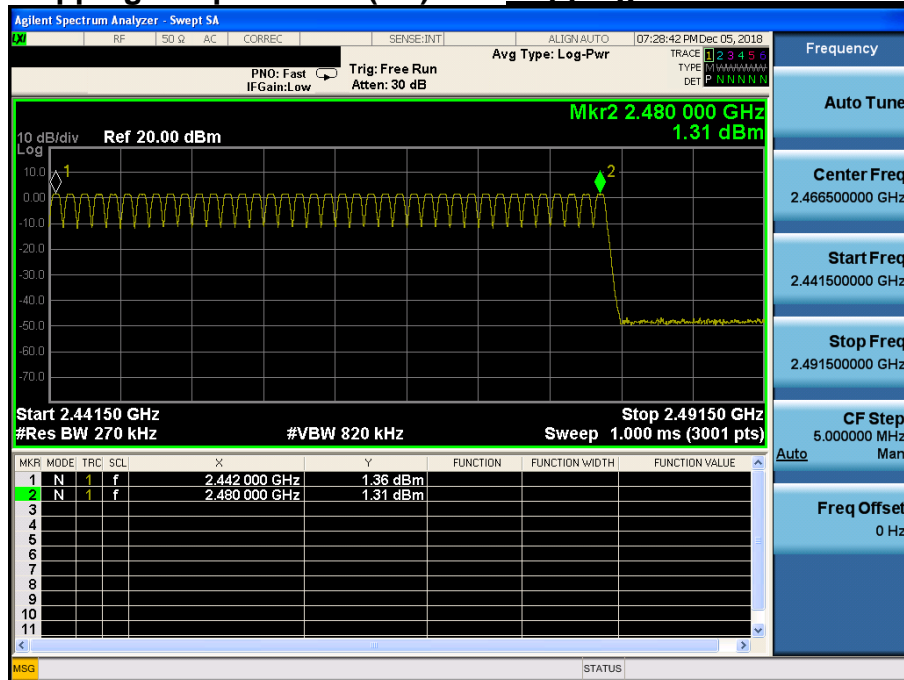 Agilent Spectrum Analyzer - Swept SA
LXI RF 50 Ω AC CORREC SENSE:INT ALIGN AUTO 07:28:42 PM Dec 05, 2018
Avg Type: Log-Pwr TRACE 1 2 3 4 5 6
PNO: Fast Trig: Free Run TYPE M WWWWW
IFGain:Low Atten: 30 dB DET P N N N N N
Mkr2 2.480 000 GHz
1.31 dBm
10 dB/div Ref 20.00 dBm
Log
1
2
10.0
0.00
-10.0
-20.0
-30.0
-40.0
-50.0
-60.0
-70.0
Start 2.44150 GHz Stop 2.49150 GHz
#Res BW 270 kHz #VBW 820 kHz Sweep 1.000 ms (3001 pts)
MKR MODE TRC SCL X Y FUNCTION FUNCTION WIDTH FUNCTION VALUE
1 N 1 f 2.442 000 GHz 1.36 dBm
2 N 1 f 2.480 000 GHz 1.31 dBm
3
4
5
6
7
8
9
10
11
MSG STATUS
Frequency
Auto Tune
Center Freq
2.466500000 GHz
Start Freq
2.441500000 GHz
Stop Freq
2.491500000 GHz
CF Step
5.000000 MHz
Auto Man
Freq Offset
0 Hz